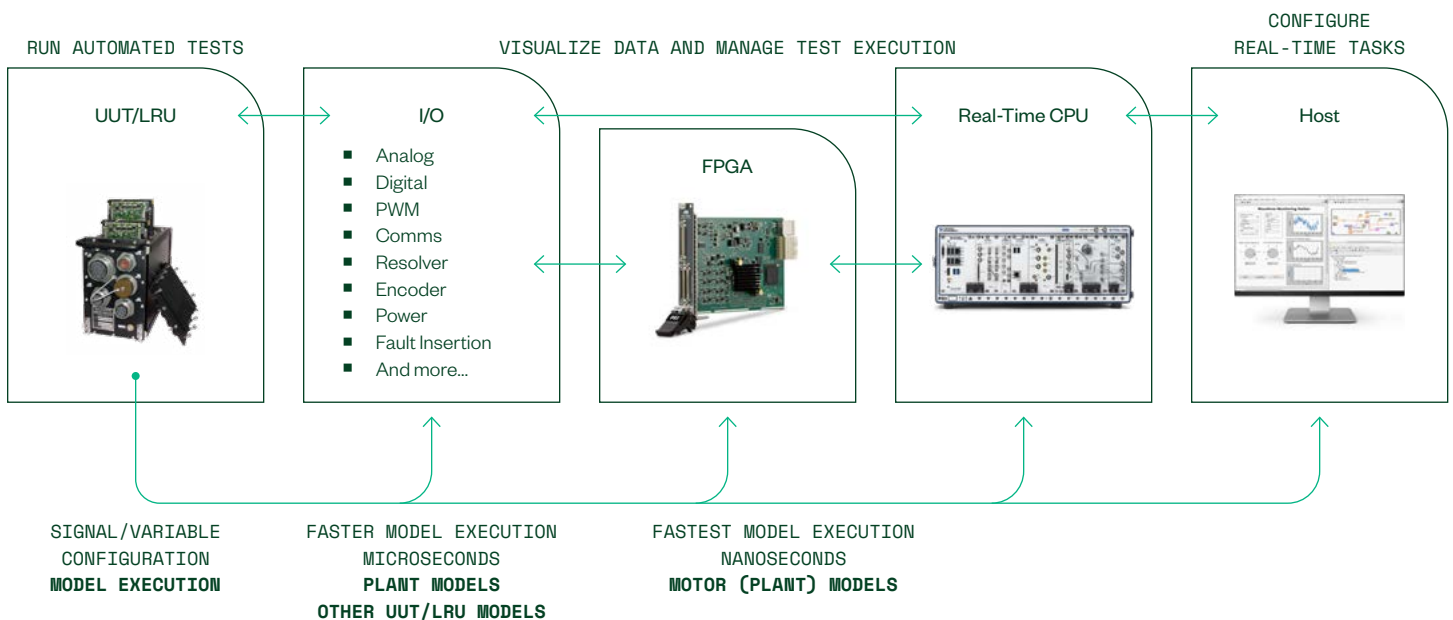 RUN AUTOMATED TESTS
VISUALIZE DATA AND MANAGE TEST EXECUTION
CONFIGURE
REAL-TIME TASKS
UUT/LRU
I/O
■ Analog
■ Digital
■ PWM
■ Comms
■ Resolver
■ Encoder
■ Power
■ Fault Insertion
■ And more...
FPGA
Real-Time CPU
Host
SIGNAL/VARIABLE
CONFIGURATION
MODEL EXECUTION
FASTER MODEL EXECUTION
MICROSECONDS
PLANT MODELS
OTHER UUT/LRU MODELS
FASTEST MODEL EXECUTION
NANOSECONDS
MOTOR (PLANT) MODELS